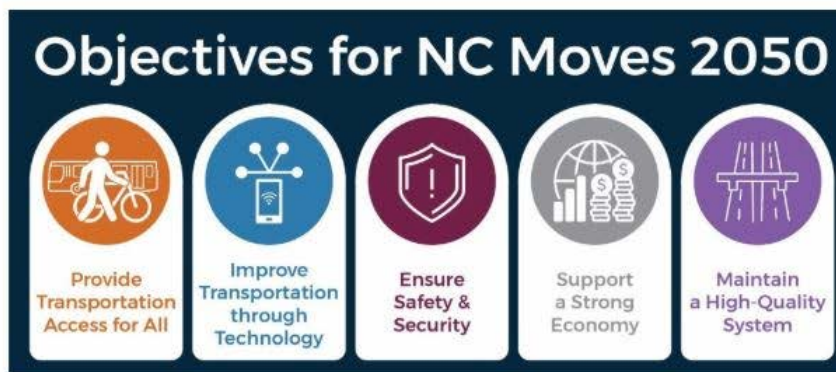 Objectives for NC Moves 2050
Provide
Transportation
Access for All
Improve
Transportation
through
Technology
Ensure
Safety &
Security
$
$
Support
a Strong
Economy
Maintain
a High-Quality
System